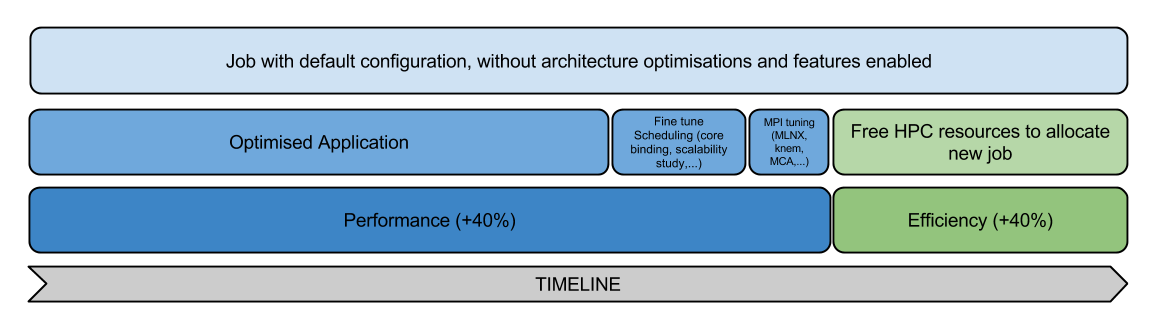 Job with default configuration, without architecture optimisations and features enabled
Optimised Application
Fine tune
Scheduling (core
binding, scalability
study,...)
MPI tuning
(MLNX,
knem,
MCA,...)
Free HPC resources to allocate
new job
Performance (+40%)
Efficiency (+40%)
TIMELINE